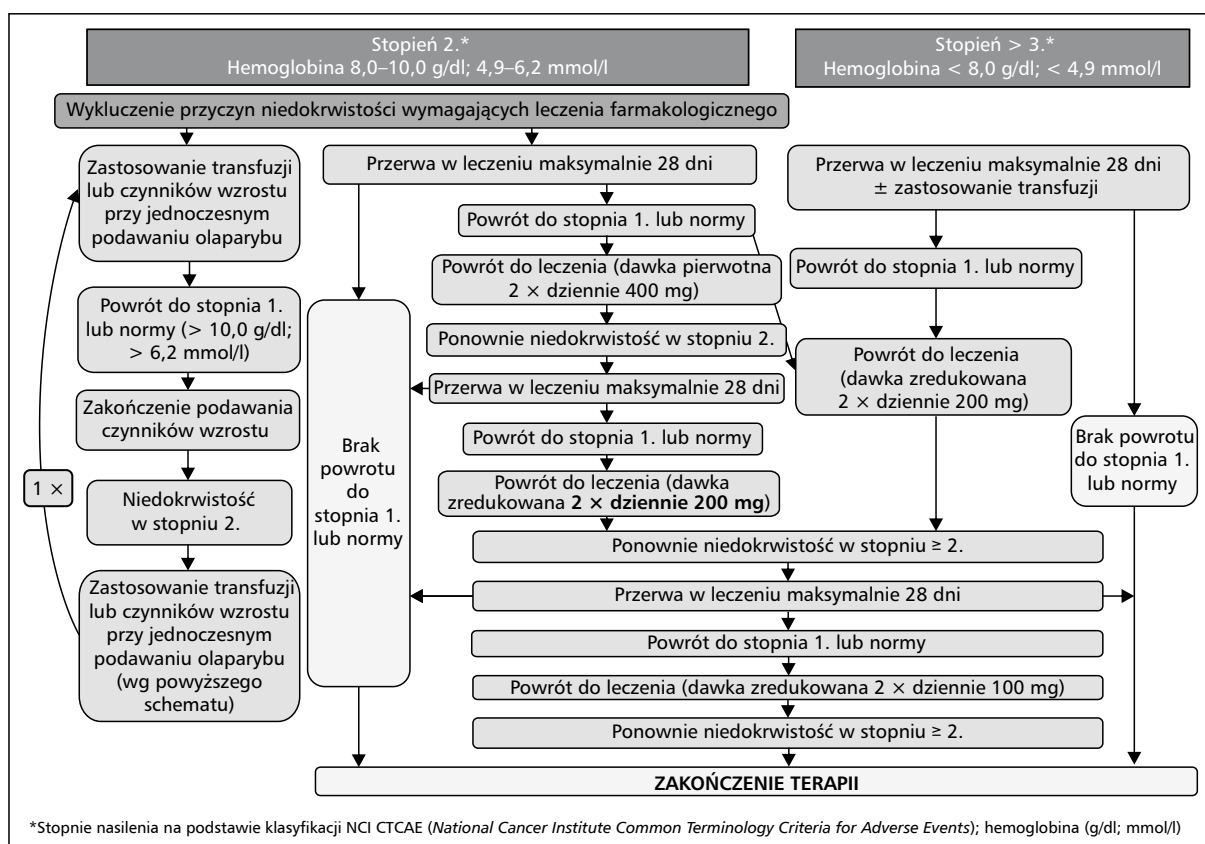 Stopień 2.*
Hemoglobina 8,0–10,0 g/dl; 4,9–6,2 mmol/l
Stopień > 3.*
Hemoglobina < 8,0 g/dl; < 4,9 mmol/l
Wykluczenie przyczyn niedokrwistości wymagających leczenia farmakologicznego
Zastosowanie transfuzji
lub czynników wzrostu
przy jednoczesnym
podawaniu olaparybu
Powrót do stopnia 1.
lub normy (> 10,0 g/dl;
> 6,2 mmol/l)
Zakończenie podawania
czynników wzrostu
1 ×
Niedokrwistość
w stopniu 2.
Zastosowanie transfuzji
lub czynników wzrostu
przy jednoczesnym
podawaniu olaparybu
(wg powyższego
schematu)
Przerwa w leczeniu maksymalnie 28 dni
Powrót do stopnia 1. lub normy
Powrót do leczenia (dawka pierwotna
2 × dziennie 400 mg)
Ponownie niedokrwistość w stopniu 2.
Przerwa w leczeniu maksymalnie 28 dni
Powrót do stopnia 1. lub normy
Powrót do leczenia (dawka
zredukowana 2 × dziennie 200 mg)
Brak
powrotu
do
stopnia 1.
lub normy
Przerwa w leczeniu maksymalnie 28 dni
± zastosowanie transfuzji
Powrót do stopnia 1. lub normy
Powrót do leczenia
(dawka zredukowana
2 × dziennie 200 mg)
Brak powrotu
do stopnia 1.
lub normy
Ponownie niedokrwistość w stopniu ≥ 2.
Przerwa w leczeniu maksymalnie 28 dni
Powrót do stopnia 1. lub normy
Powrót do leczenia (dawka zredukowana 2 × dziennie 100 mg)
Ponownie niedokrwistość w stopniu ≥ 2.
ZAKOŃCZENIE TERAPII
*Stopnie nasilenia na podstawie klasyfikacji NCI CTCAE (National Cancer Institute Common Terminology Criteria for Adverse Events); hemoglobina (g/dl; mmol/l)